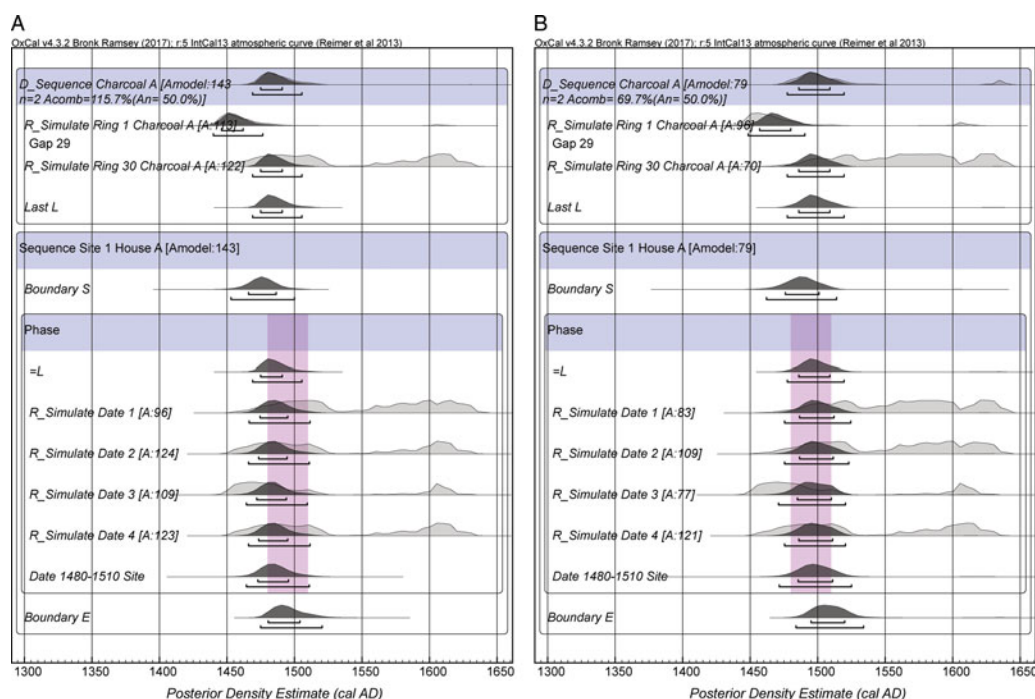 A
OxCal v4.3.2 Bronk Ramsey (2017); r:5 IntCal13 atmospheric curve (Reimer et al 2013)
D_Sequence Charcoal A [Amodel:143
n=2 Acomb=115.7%(An= 50.0%)]
R_Simulate Ring 1 Charcoal A [A:113]
Gap 29
R_Simulate Ring 30 Charcoal A [A:122]
Last L
Sequence Site 1 House A [Amodel:143]
Boundary S
Phase
=L
R_Simulate Date 1 [A:96]
R_Simulate Date 2 [A:124]
R_Simulate Date 3 [A:109]
R_Simulate Date 4 [A:123]
Date 1480-1510 Site
Boundary E
1300 1350 1400 1450 1500 1550 1600 1650
Posterior Density Estimate (cal AD)
B
OxCal v4.3.2 Bronk Ramsey (2017); r:5 IntCal13 atmospheric curve (Reimer et al 2013)
D_Sequence Charcoal A [Amodel:79
n=2 Acomb= 69.7%(An= 50.0%)]
R_Simulate Ring 1 Charcoal A [A:96]
Gap 29
R_Simulate Ring 30 Charcoal A [A:70]
Last L
Sequence Site 1 House A [Amodel:79]
Boundary S
Phase
=L
R_Simulate Date 1 [A:83]
R_Simulate Date 2 [A:109]
R_Simulate Date 3 [A:77]
R_Simulate Date 4 [A:121]
Date 1480-1510 Site
Boundary E
1300 1350 1400 1450 1500 1550 1600 1650
Posterior Density Estimate (cal AD)